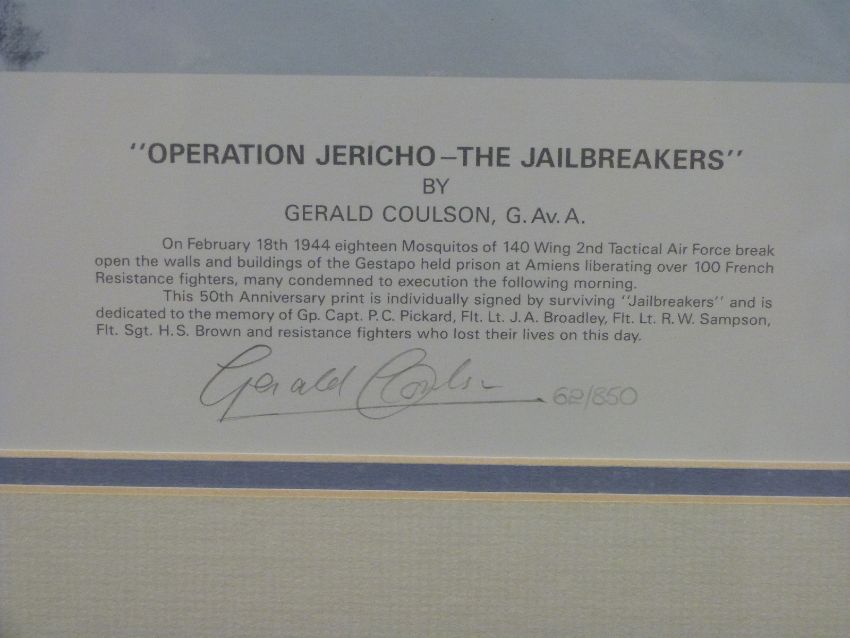 "OPERATION JERICHO – THE JAILBREAKERS"
BY
GERALD COULSON, G.Av.A.
On February 18th 1944 eighteen Mosquitos of 140 Wing 2nd Tactical Air Force break
open the walls and buildings of the Gestapo held prison at Amiens liberating over 100 French
Resistance fighters, many condemned to execution the following morning.
This 50th Anniversary print is individually signed by surviving "Jailbreakers" and is
dedicated to the memory of Gp. Capt. P.C. Pickard, Flt. Lt. J.A. Broadley, Flt. Lt. R.W. Sampson,
Flt. Sgt. H.S. Brown and resistance fighters who lost their lives on this day.
Gerald Coulson 62/850